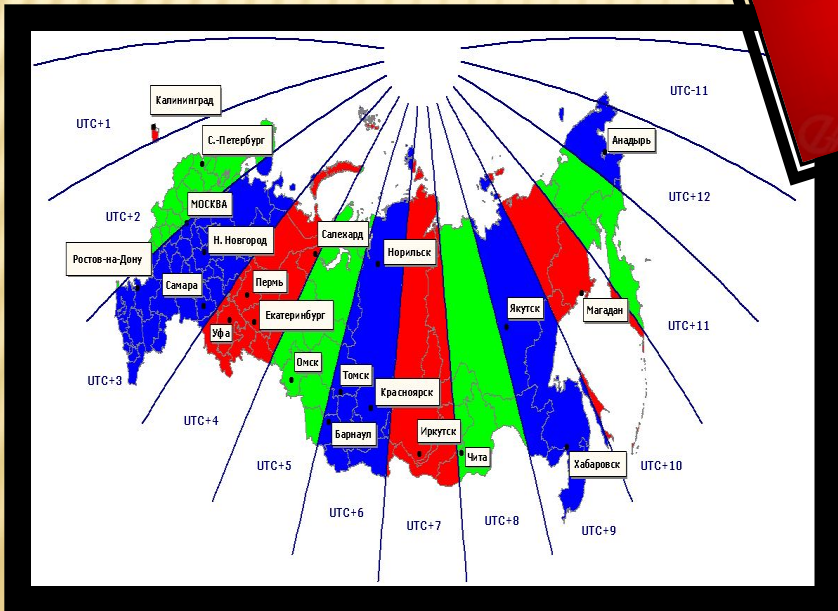 UTC-11
Калининград
UTC+1
С.-Петербург
Анадырь
UTC+12
МОСКВА
UTC+2
Салехард
Н. Новгород
Норильск
Ростов-на-Дону
Пермь
Самара
Якутск
Магадан
Екатеринбург
UTC+11
Уфа
Омск
Томск
UTC+3
Красноярск
UTC+4
Иркутск
Барнаул
Чита
UTC+5
Хабаровск
UTC+10
UTC+6
UTC+7
UTC+8
UTC+9